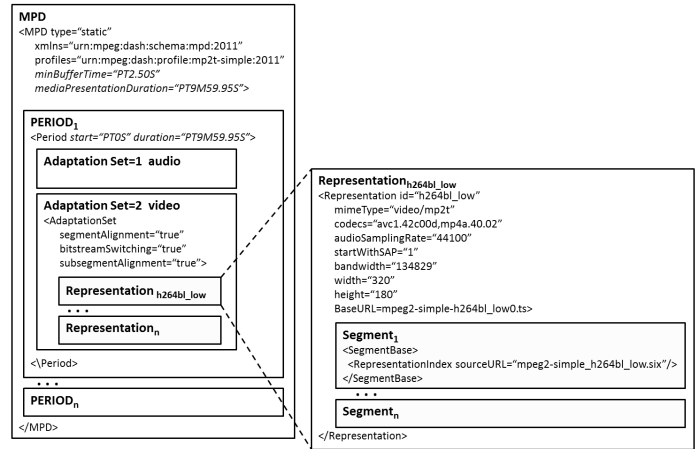 MPD
<MPD type="static"
xmlns="urn:mpeg:dash:schema:mpd:2011"
profiles="urn:mpeg:dash:profile:mp2t-simple:2011"
minBufferTime="PT2.50S"
mediaPresentationDuration="PT9M59.95S">
PERIOD1
<Period start="PT0S" duration="PT9M59.95S">
Adaptation Set=1 audio
Adaptation Set=2 video
<AdaptationSet
segmentAlignment="true"
bitstreamSwitching="true"
subsegmentAlignment="true">
Representation h264bl_low
...
Representationn
<\Period>
...
PERIODn
</MPD>
Representationh264bl_low
<Representation id="h264bl_low"
mimeType="video/mp2t"
codecs="avc1.42c00d,mp4a.40.02"
audioSamplingRate="44100"
startWithSAP="1"
bandwidth="134829"
width="320"
height="180"
BaseURL=mpeg2-simple-h264bl_low0.ts>
Segment1
<SegmentBase>
<RepresentationIndex sourceURL="mpeg2-simple_h264bl_low.six"/>
</SegmentBase>
...
Segmentn
</Representation>